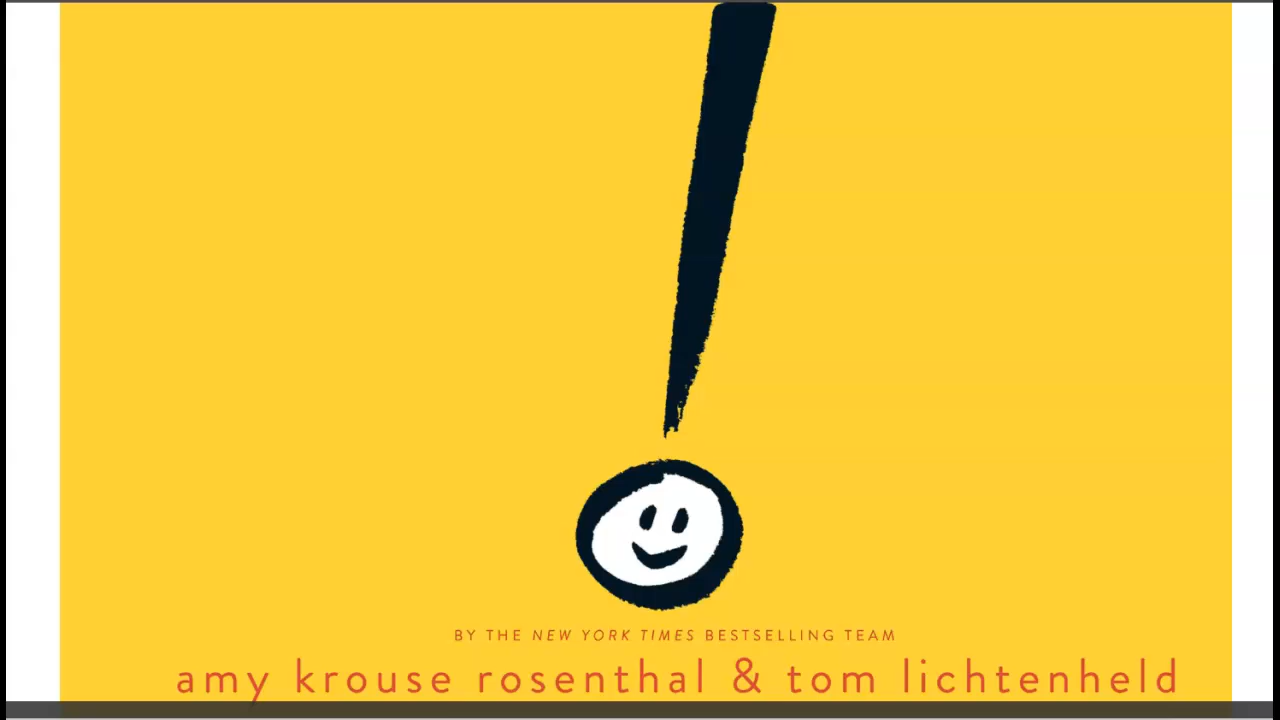 BY THE NEW YORK TIMES BESTSELLING TEAM
amy krouse rosenthal & tom lichtenheld